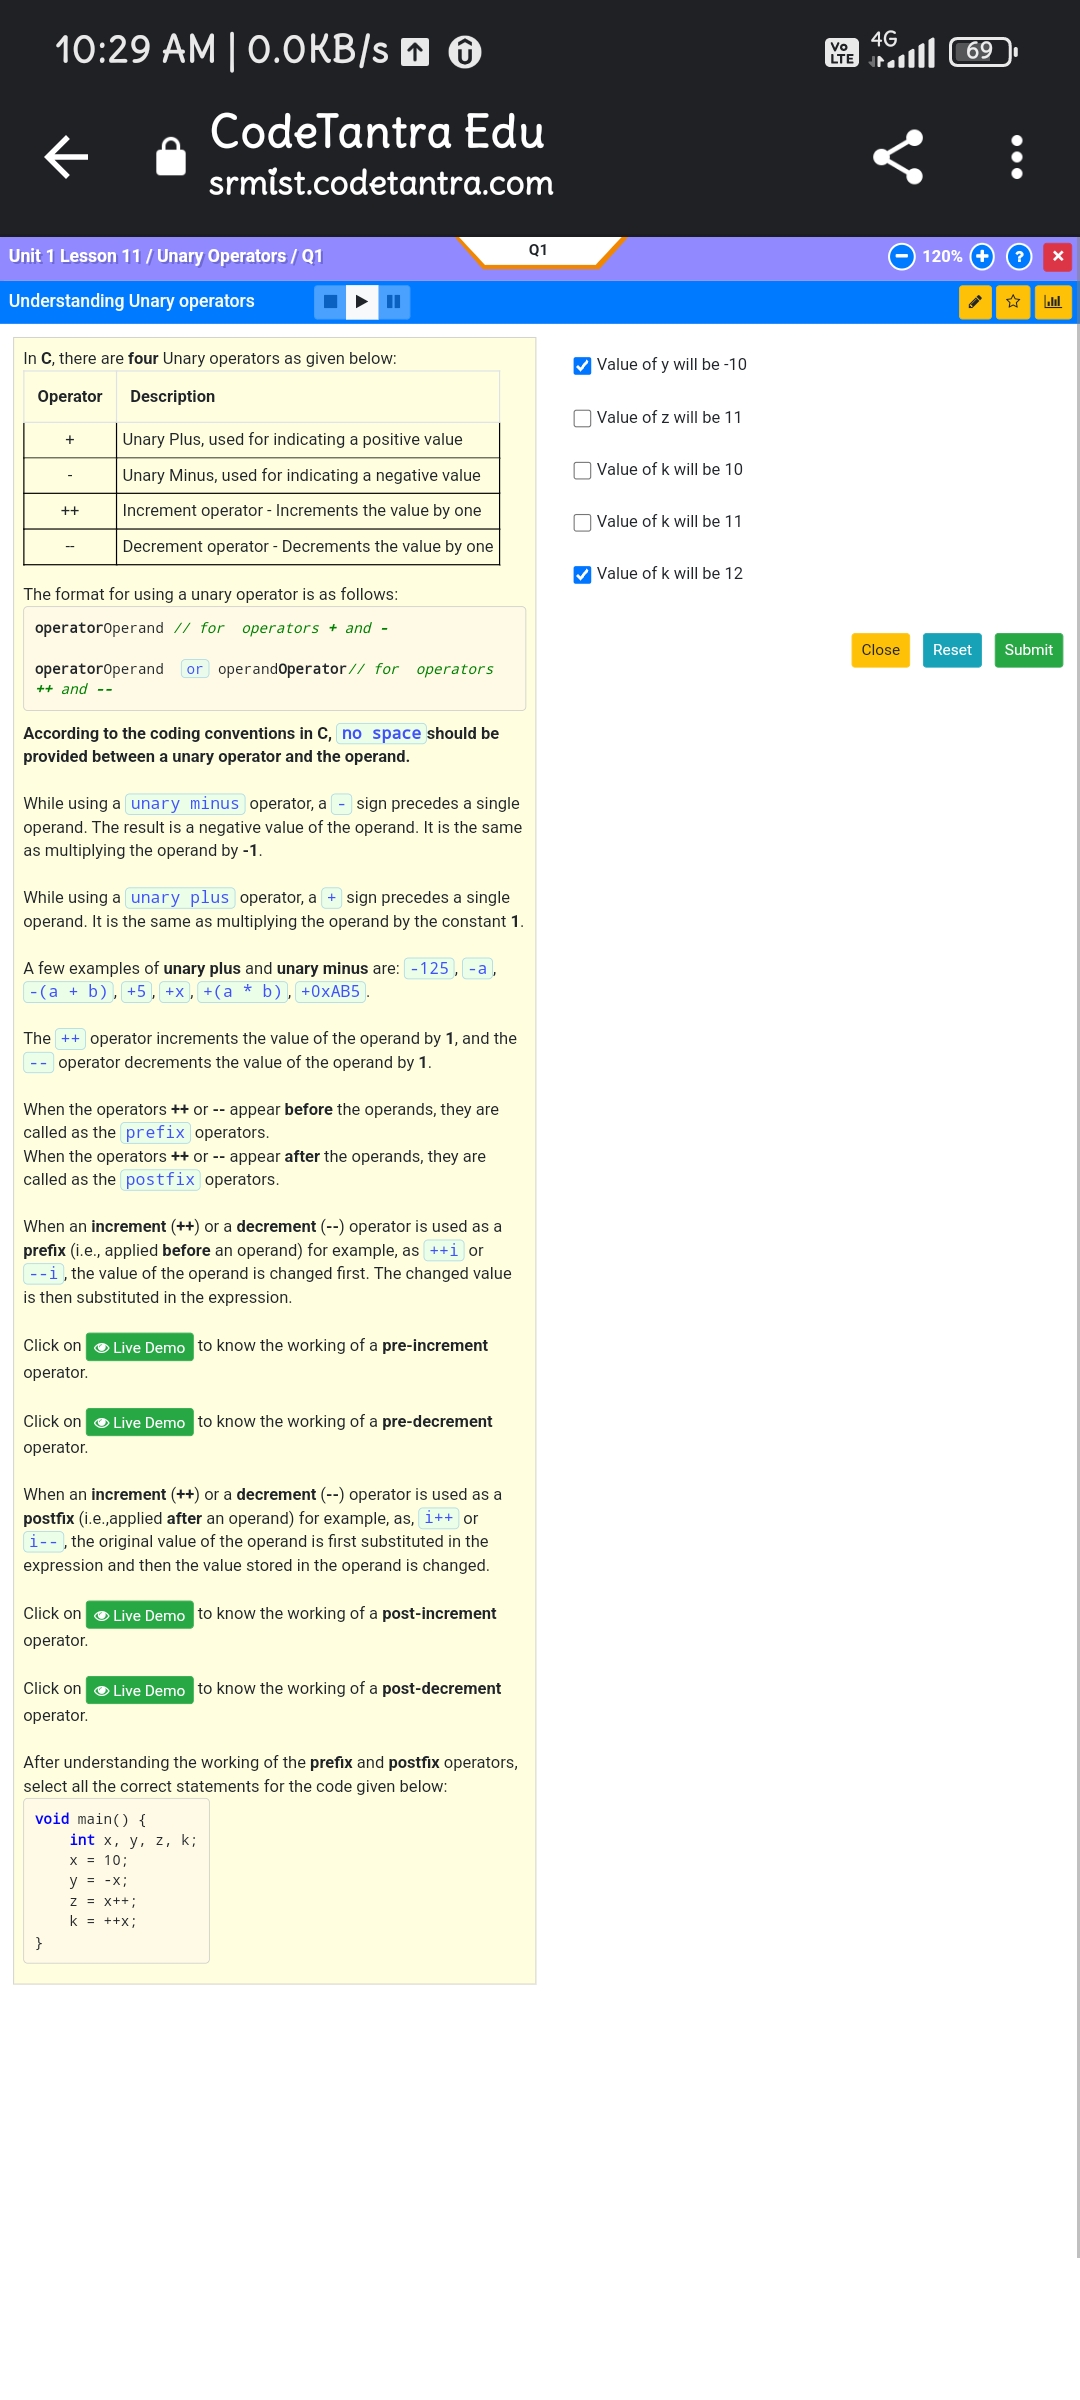 10:29 AM | 0.0KB/s
Vo LTE 4G 69
CodeTantra Edu
srmist.codetantra.com
Unit 1 Lesson 11 / Unary Operators / Q1
Q1
120%
?
Understanding Unary operators
In C, there are four Unary operators as given below:
Operator Description
+ Unary Plus, used for indicating a positive value
- Unary Minus, used for indicating a negative value
++ Increment operator - Increments the value by one
-- Decrement operator - Decrements the value by one
The format for using a unary operator is as follows:
operatorOperand // for  operators + and -
operatorOperand or operandOperator// for  operators
++ and --
According to the coding conventions in C, no space should be
provided between a unary operator and the operand.
While using a unary minus operator, a - sign precedes a single
operand. The result is a negative value of the operand. It is the same
as multiplying the operand by -1.
While using a unary plus operator, a + sign precedes a single
operand. It is the same as multiplying the operand by the constant 1.
A few examples of unary plus and unary minus are: -125, -a,
-(a + b), +5, +x, +(a * b), +0xAB5.
The ++ operator increments the value of the operand by 1, and the
-- operator decrements the value of the operand by 1.
When the operators ++ or -- appear before the operands, they are
called as the prefix operators.
When the operators ++ or -- appear after the operands, they are
called as the postfix operators.
When an increment (++) or a decrement (--) operator is used as a
prefix (i.e., applied before an operand) for example, as ++i or
--i, the value of the operand is changed first. The changed value
is then substituted in the expression.
Click on Live Demo to know the working of a pre-increment
operator.
Click on Live Demo to know the working of a pre-decrement
operator.
When an increment (++) or a decrement (--) operator is used as a
postfix (i.e.,applied after an operand) for example, as, i++ or
i--, the original value of the operand is first substituted in the
expression and then the value stored in the operand is changed.
Click on Live Demo to know the working of a post-increment
operator.
Click on Live Demo to know the working of a post-decrement
operator.
After understanding the working of the prefix and postfix operators,
select all the correct statements for the code given below:
void main() {
int x, y, z, k;
x = 10;
y = -x;
z = x++;
k = ++x;
}
Value of y will be -10
Value of z will be 11
Value of k will be 10
Value of k will be 11
Value of k will be 12
Close Reset Submit